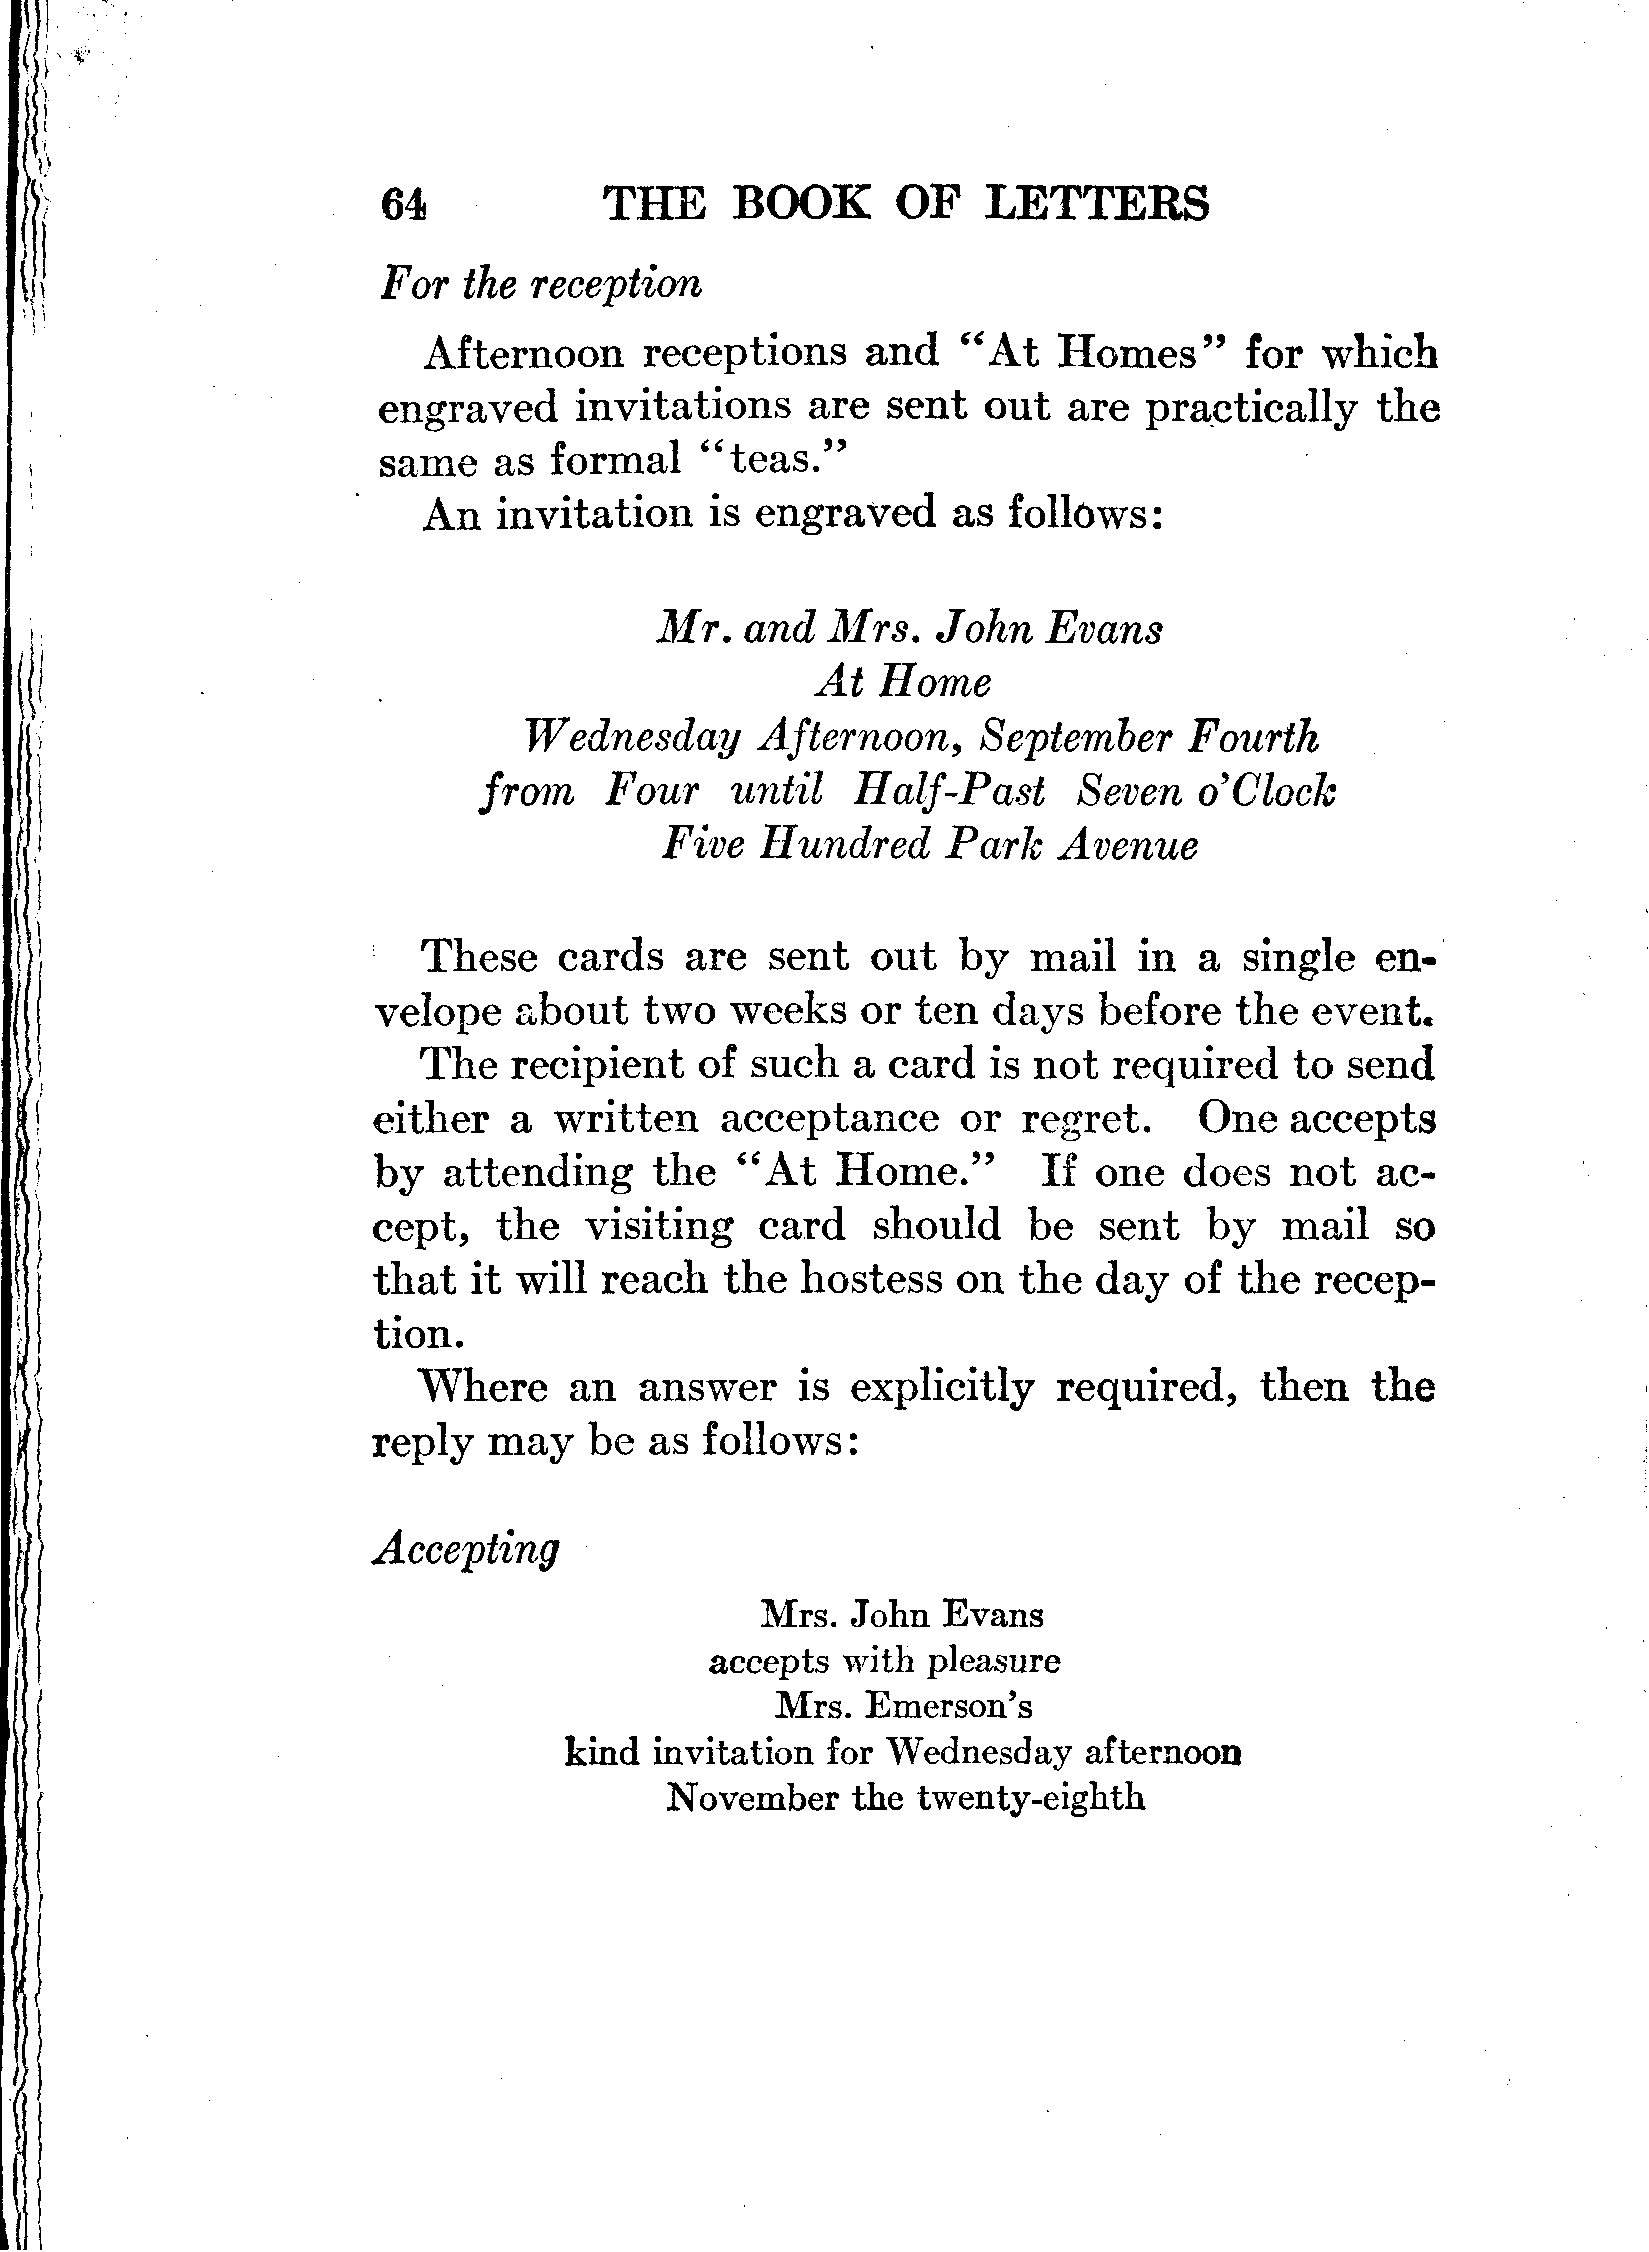 64 THE BOOK OF LETTERS
For the reception
Afternoon receptions and “At Homes” for which
engraved invitations are sent out are practically the
same as formal “teas.”
An invitation is engraved as follows:
Mr. and Mrs. John Evans
At Home
Wednesday Afternoon, September Fourth
from Four until Half-Past Seven o’Clock
Five Hundred Park Avenue
These cards are sent out by mail in a single en-
velope about two weeks or ten days before the event.
The recipient of such a card is not required to send
either a written acceptance or regret. One accepts
by attending the “At Home.” If one does not ac-
cept, the visiting card should be sent by mail so
that it will reach the hostess on the day of the recep-
tion.
Where an answer is explicitly required, then the
reply may be as follows:
Accepting
Mrs. John Evans
accepts with pleasure
Mrs. Emerson’s
kind invitation for Wednesday afternoon
November the twenty-eighth